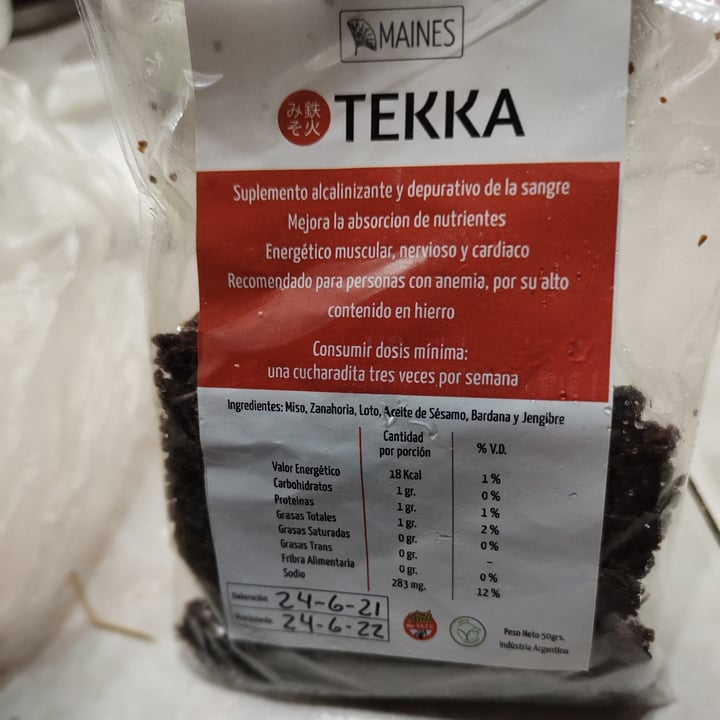 MAINES
み鉄
そ火
TEKKA
Suplemento alcalinizante y depurativo de la sangre
Mejora la absorcion de nutrientes
Energético muscular, nervioso y cardiaco
Recomendado para personas con anemia, por su alto
contenido en hierro
Consumir dosis mínima:
una cucharadita tres veces por semana
Ingredientes: Miso, Zanahoria, Loto, Aceite de Sésamo, Bardana y Jengibre
Cantidad
por porción
% V.D.
Valor Energético 18 Kcal 1 %
Carbohidratos 1 gr. 0 %
Proteinas 1 gr. 1 %
Grasas Totales 1 gr. 2 %
Grasas Saturadas 0 gr. 0 %
Grasas Trans 0 gr. –
Fribra Alimentaria 0 gr. 0 %
Sodio 283 mg. 12 %
Elaboración: 24-6-21
Vencimiento: 24-6-22
Sin T.A.C.C.
Peso Neto 50grs.
Indústria Argentina